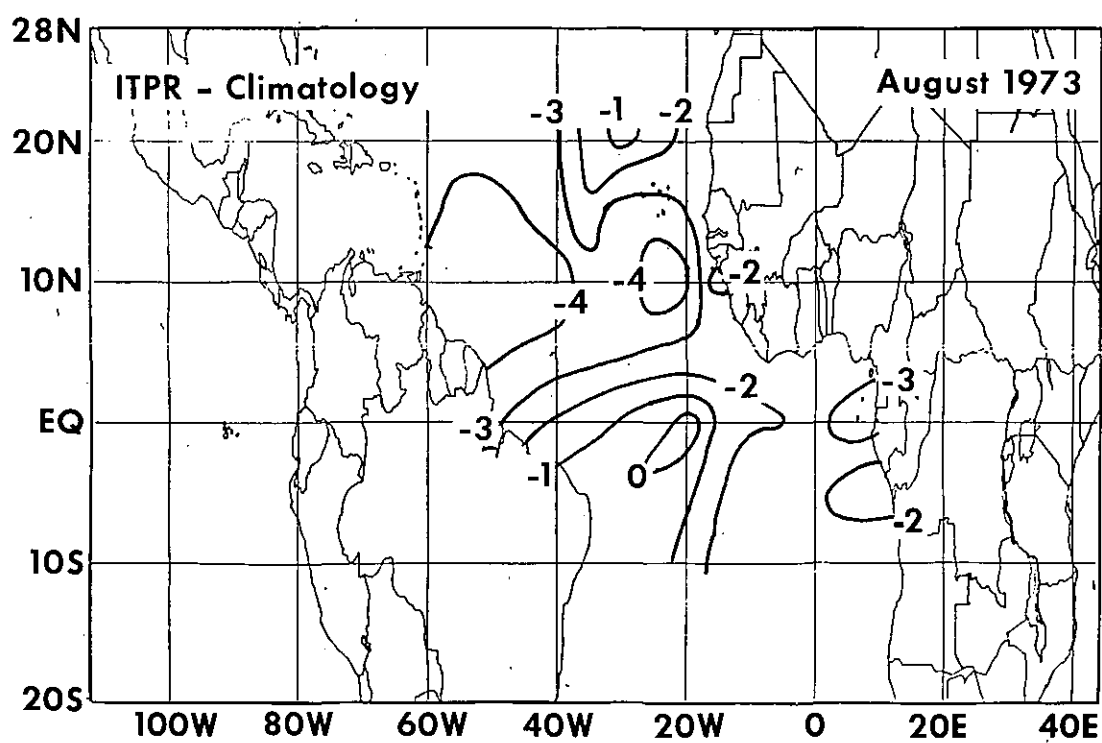 28N
ITPR - Climatology
August 1973
-3 -1 -2
20N
10N
-4 -4 -2
-4
-2 -3
EQ
-3
-1 0
-2
10S
20S
100W 80W 60W 40W 20W 0 20E 40E